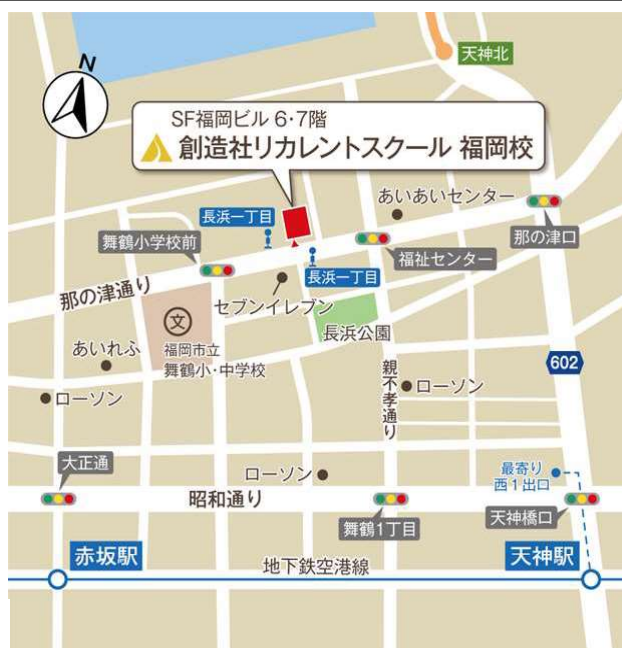 N
天神北
SF福岡ビル 6・7階
創造社リカレントスクール 福岡校
あいあいセンター
長浜一丁目
舞鶴小学校前
福祉センター
那の津口
長浜一丁目
那の津通り
セブンイレブン
長浜公園
文
福岡市立
舞鶴小・中学校
あいれふ
602
親不孝通り
ローソン
ローソン
大正通
ローソン
最寄り
西1出口
昭和通り
舞鶴1丁目
天神橋口
赤坂駅
地下鉄空港線
天神駅